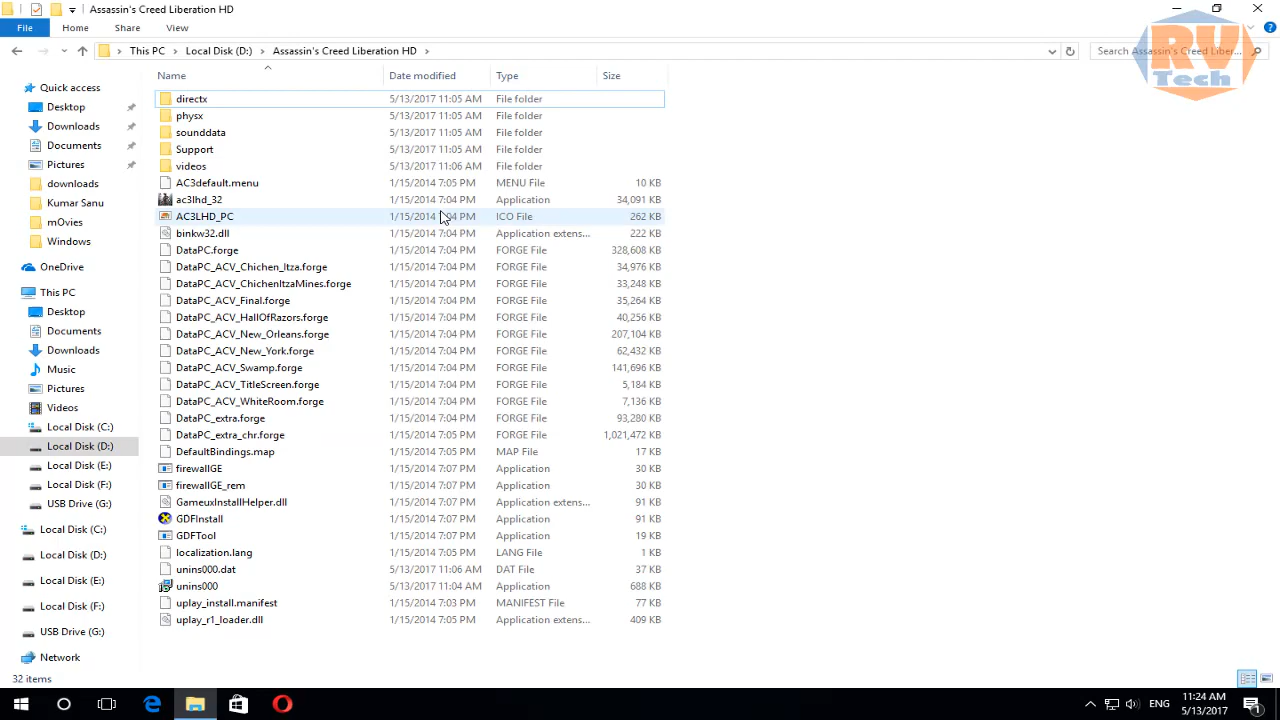 Assassin's Creed Liberation HD
File Home Share View
This PC Local Disk (D:) Assassin's Creed Liberation HD Search Assassin's Creed Liber...
RV
Tech
Name Date modified Type Size
Quick access
Desktop
Downloads
Documents
Pictures
downloads
Kumar Sanu
mOvies
Windows
OneDrive
This PC
Desktop
Documents
Downloads
Music
Pictures
Videos
Local Disk (C:)
Local Disk (D:)
Local Disk (E:)
Local Disk (F:)
USB Drive (G:)
Local Disk (C:)
Local Disk (D:)
Local Disk (E:)
Local Disk (F:)
USB Drive (G:)
Network
directx 5/13/2017 11:05 AM File folder
physx 5/13/2017 11:05 AM File folder
sounddata 5/13/2017 11:05 AM File folder
Support 5/13/2017 11:05 AM File folder
videos 5/13/2017 11:06 AM File folder
AC3default.menu 1/15/2014 7:05 PM MENU File 10 KB
ac3lhd_32 1/15/2014 7:04 PM Application 34,091 KB
AC3LHD_PC 1/15/2014 7:04 PM ICO File 262 KB
binkw32.dll 1/15/2014 7:04 PM Application extens... 222 KB
DataPC.forge 1/15/2014 7:04 PM FORGE File 328,608 KB
DataPC_ACV_Chichen_Itza.forge 1/15/2014 7:04 PM FORGE File 34,976 KB
DataPC_ACV_ChichenItzaMines.forge 1/15/2014 7:04 PM FORGE File 33,248 KB
DataPC_ACV_Final.forge 1/15/2014 7:04 PM FORGE File 35,264 KB
DataPC_ACV_HallOfRazors.forge 1/15/2014 7:04 PM FORGE File 40,256 KB
DataPC_ACV_New_Orleans.forge 1/15/2014 7:04 PM FORGE File 207,104 KB
DataPC_ACV_New_York.forge 1/15/2014 7:04 PM FORGE File 62,432 KB
DataPC_ACV_Swamp.forge 1/15/2014 7:04 PM FORGE File 141,696 KB
DataPC_ACV_TitleScreen.forge 1/15/2014 7:04 PM FORGE File 5,184 KB
DataPC_ACV_WhiteRoom.forge 1/15/2014 7:04 PM FORGE File 7,136 KB
DataPC_extra.forge 1/15/2014 7:04 PM FORGE File 93,280 KB
DataPC_extra_chr.forge 1/15/2014 7:05 PM FORGE File 1,021,472 KB
DefaultBindings.map 1/15/2014 7:05 PM MAP File 17 KB
firewallGE 1/15/2014 7:07 PM Application 30 KB
firewallGE_rem 1/15/2014 7:07 PM Application 30 KB
GameuxInstallHelper.dll 1/15/2014 7:07 PM Application extens... 91 KB
GDFInstall 1/15/2014 7:07 PM Application 91 KB
GDFTool 1/15/2014 7:07 PM Application 19 KB
localization.lang 1/15/2014 7:05 PM LANG File 1 KB
unins000.dat 5/13/2017 11:06 AM DAT File 37 KB
unins000 5/13/2017 11:04 AM Application 688 KB
uplay_install.manifest 1/15/2014 7:03 PM MANIFEST File 77 KB
uplay_r1_loader.dll 1/15/2014 7:05 PM Application extens... 409 KB
32 items
ENG
11:24 AM
5/13/2017
1